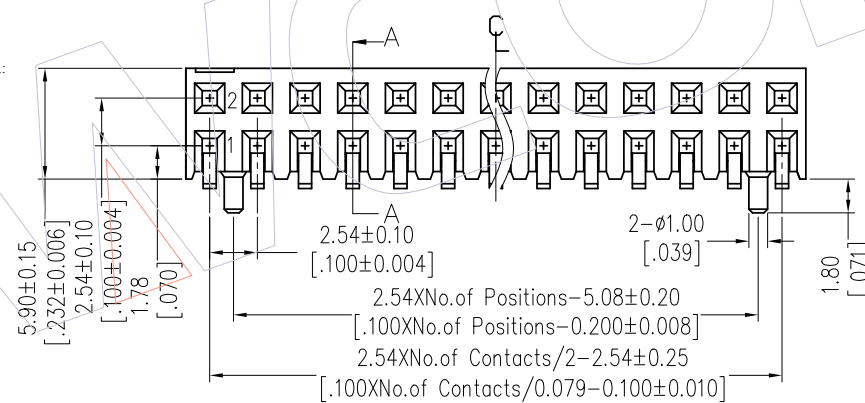 C
L
A
2
1
A
5.90±0.15
[.232±0.006]
2.54±0.10
[.100±0.004]
1.78
[.070]
2.54±0.10
[.100±0.004]
2-ø1.00
[.039]
1.80
[.071]
2.54XNo.of Positions-5.08±0.20
[.100XNo.of Positions-0.200±0.008]
2.54XNo.of Contacts/2-2.54±0.25
[.100XNo.of Contacts/0.079-0.100±0.010]